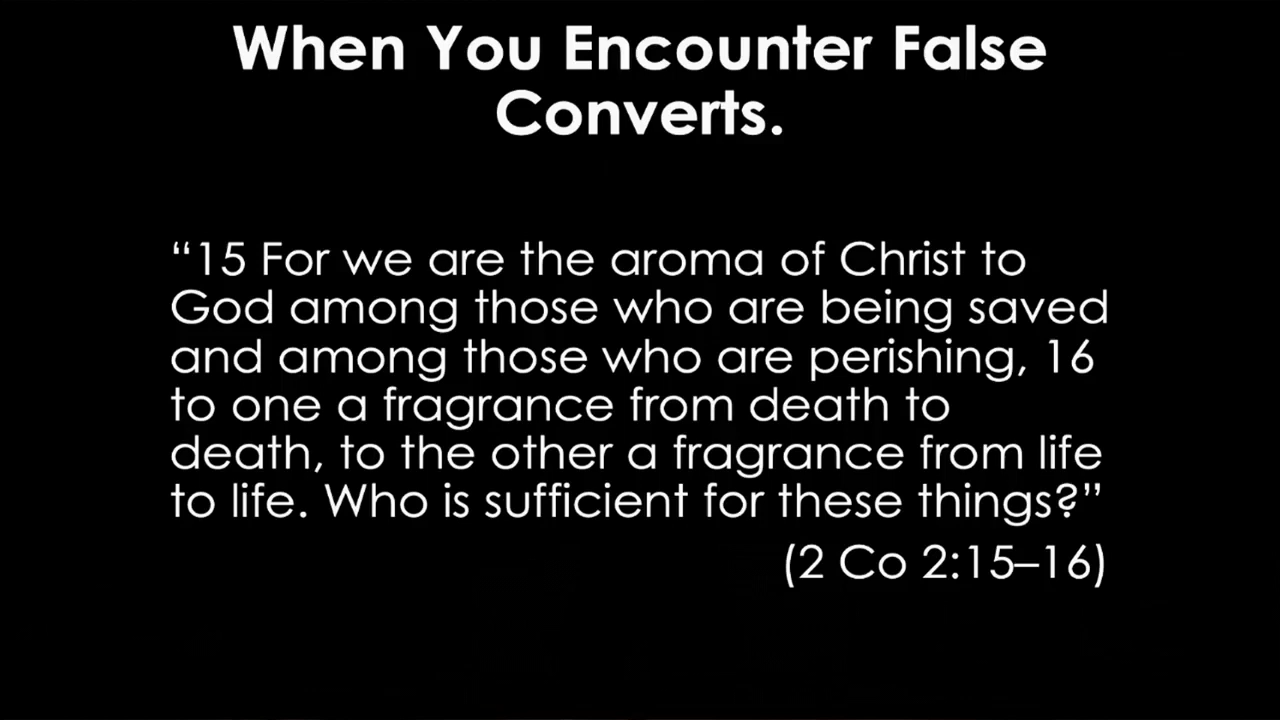 When You Encounter False
Converts.
“15 For we are the aroma of Christ to
God among those who are being saved
and among those who are perishing, 16
to one a fragrance from death to
death, to the other a fragrance from life
to life. Who is sufficient for these things?”
(2 Co 2:15–16)